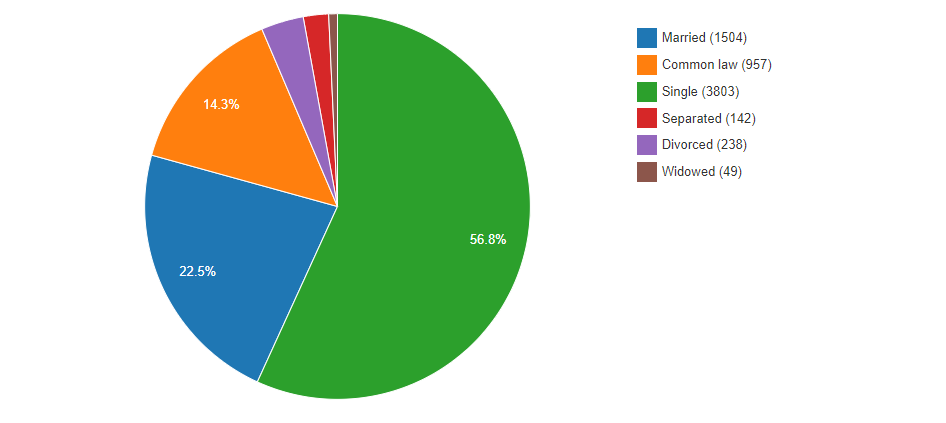 14.3%
22.5%
56.8%
Married (1504)
Common law (957)
Single (3803)
Separated (142)
Divorced (238)
Widowed (49)